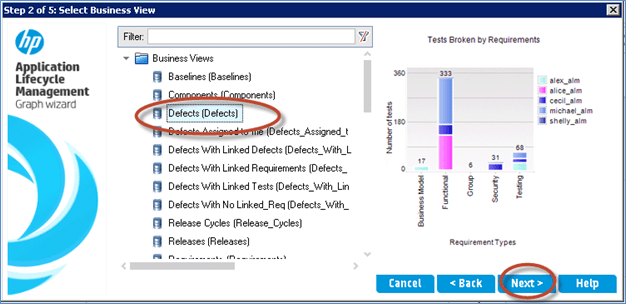 Step 2 of 5: Select Business View
hp
Application
Lifecycle
Management
Graph wizard
Filter:
Business Views
Baselines (Baselines)
Components (Components)
Defects (Defects)
Defects Assigned to me (Defects_Assigned_t
Defects With Linked Defects (Defects_With_L
Defects With Linked Requirements (Defects_
Defects With Linked Tests (Defects_With_Lin
Defects With No Linked_Req (Defects_With_
Release Cycles (Release_Cycles)
Releases (Releases)
Requirements (Requirements)
Tests Broken by Requirements
Number of tests
360
180
0
17
333
6
31
68
Business Model
Functional
Group
Security
Testing
Requirement Types
alex_alm
alice_alm
cecil_alm
michael_alm
shelly_alm
Cancel
< Back
Next >
Help